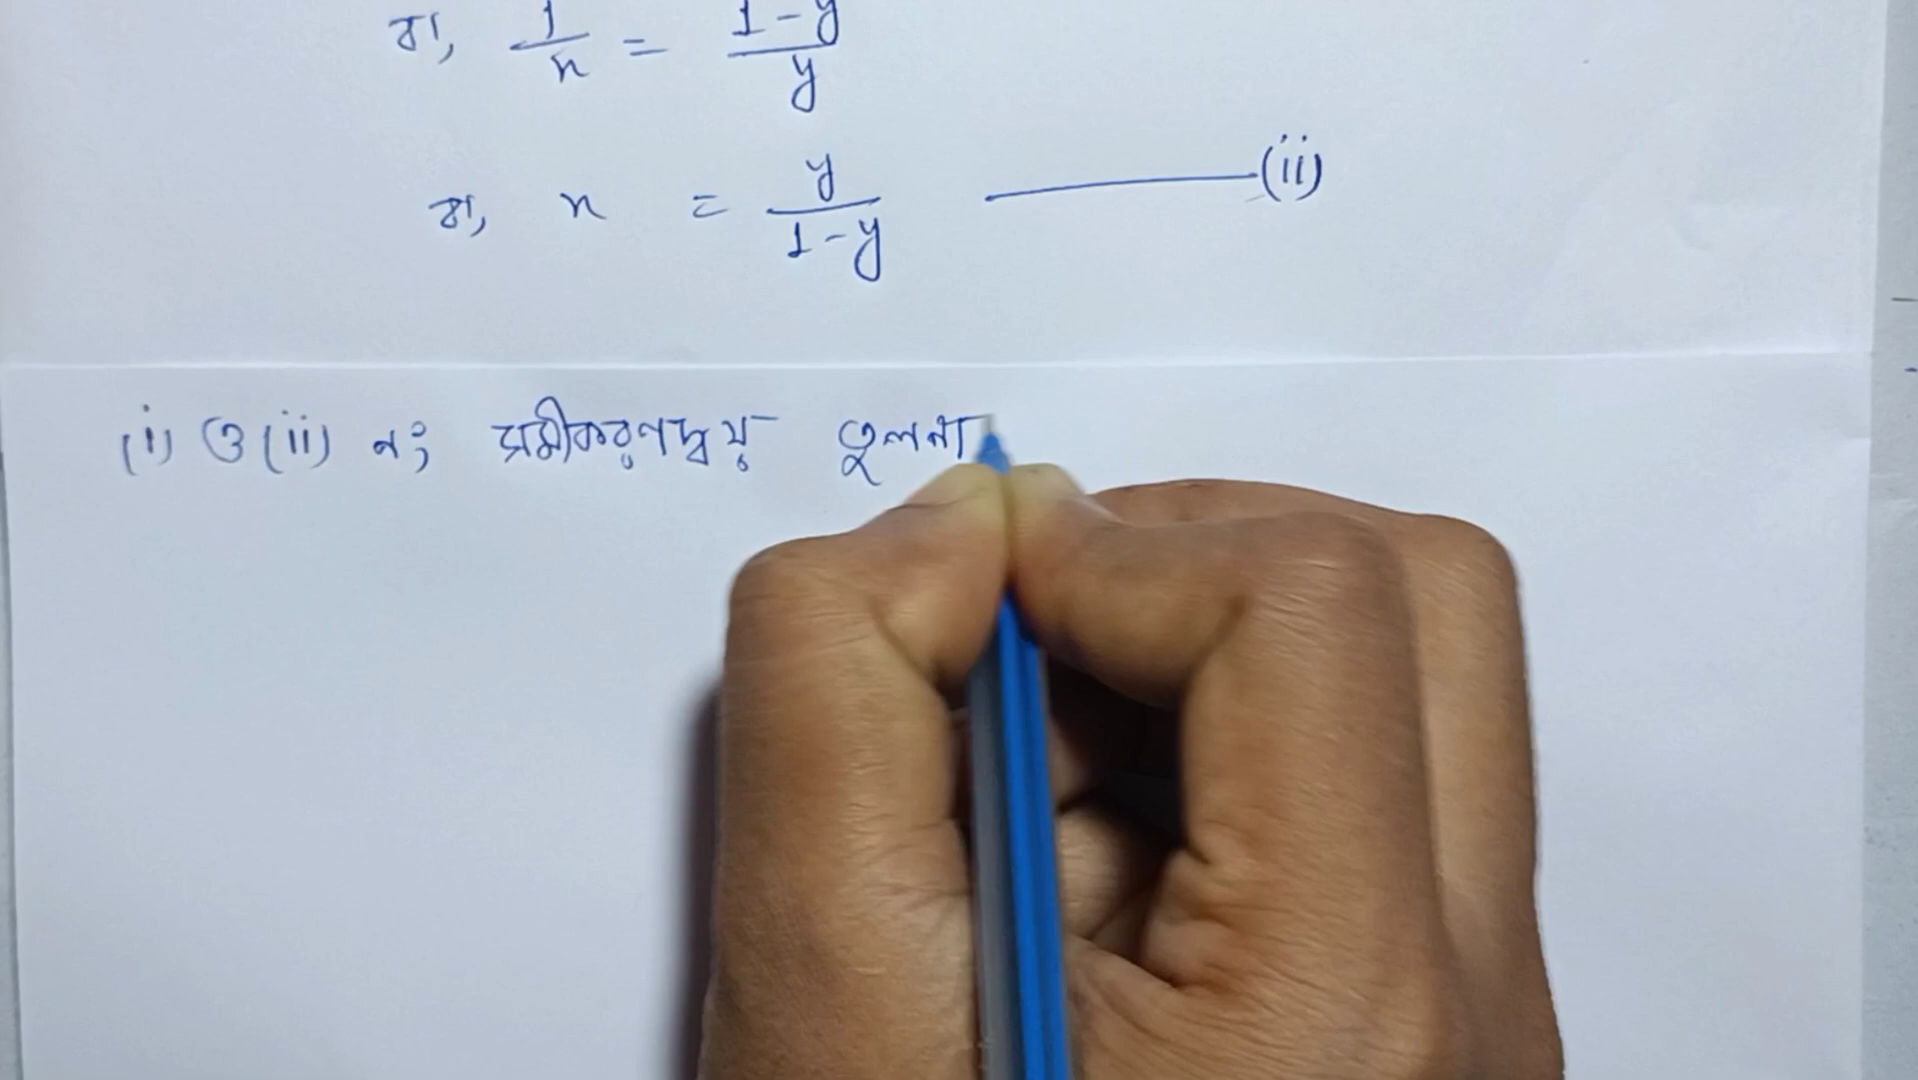 বা, 1/x = (1-y)/y
বা, x = y/(1-y) ———(ii)
(i) ও (ii) নং সমীকরণদ্বয় তুলনা